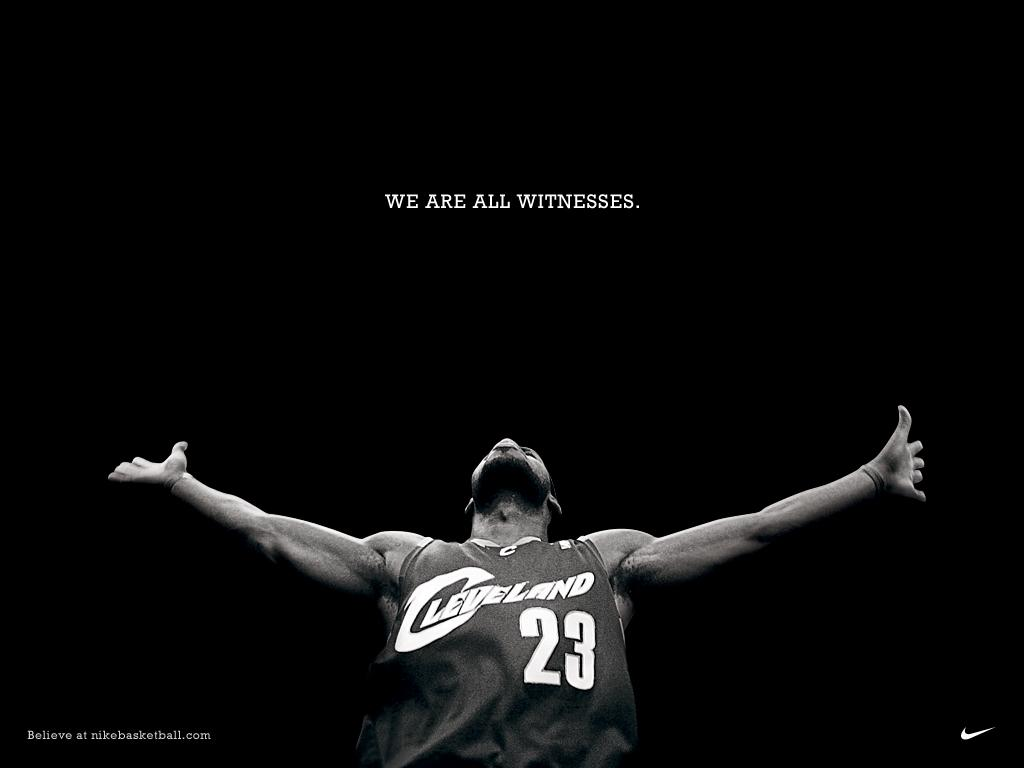 WE ARE ALL WITNESSES.
C
CLEVELAND
23
Believe at nikebasketball.com